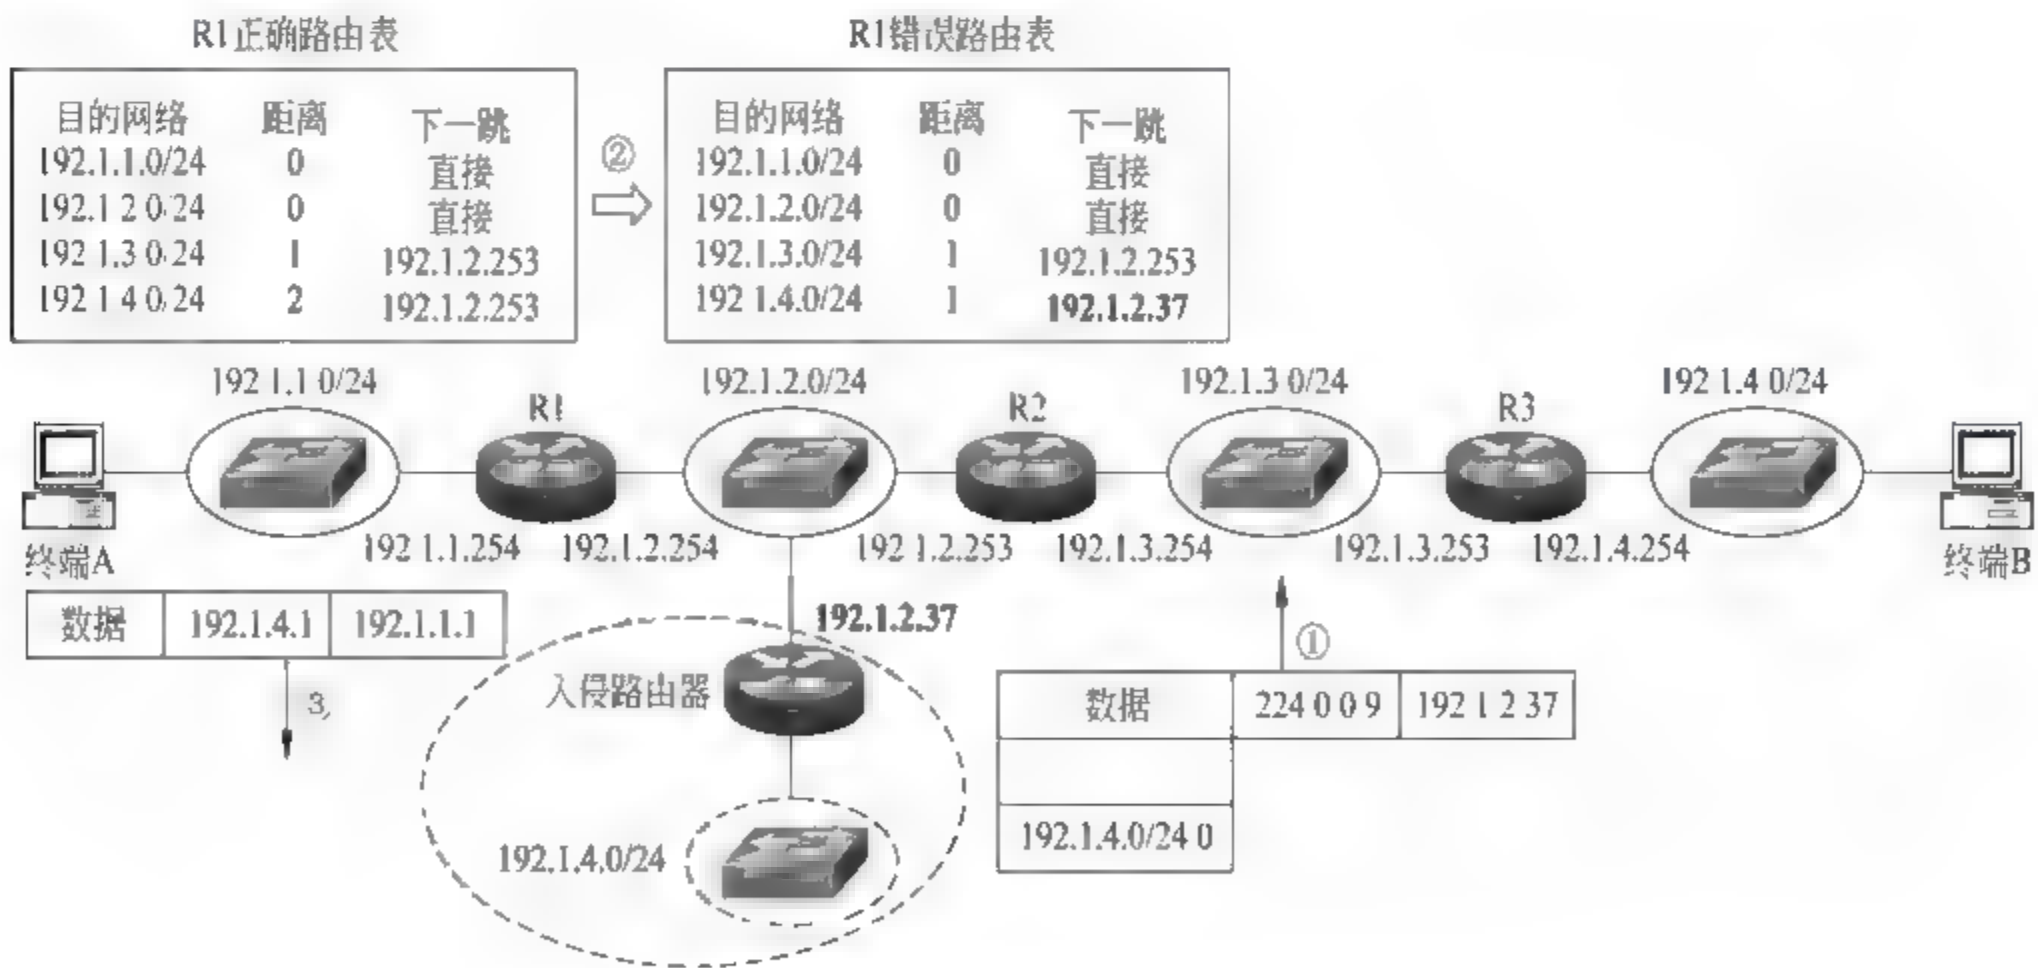 R1正确路由表
R1错误路由表
目的网络 距离 下一跳
192.1.1.0/24 0 直接
192.1 2 0/24 0 直接
192 1.3 0/24 1 192.1.2.253
192 1 4 0/24 2 192.1.2.253
②
目的网络 距离 下一跳
192.1.1.0/24 0 直接
192.1.2.0/24 0 直接
192.1.3.0/24 1 192.1.2.253
192 1.4.0/24 1 192.1.2.37
192 1.1 0/24
192.1.2.0/24
192.1.3 0/24
192 1.4 0/24
R1
R2
R3
192 1.1.254
192.1.2.254
192 1.2.253
192.1.3.254
192.1.3.253
192.1.4.254
终端A
终端B
数据 192.1.4.1 192.1.1.1
3,
192.1.2.37
入侵路由器
192.1.4.0/24
①
数据 224 0 0 9 192 1 2 37
192.1.4.0/24 0